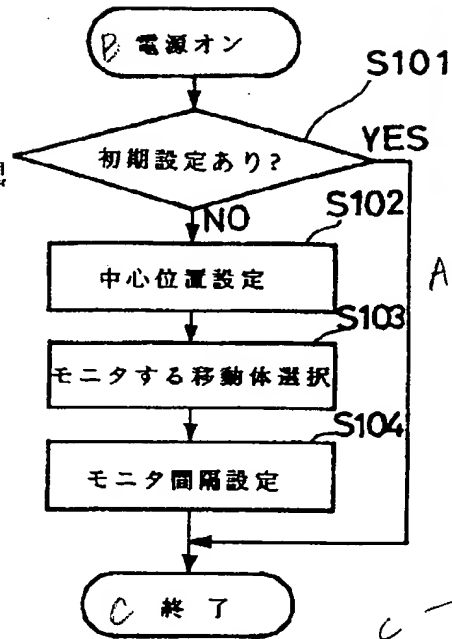 B 電源オン
S101
初期設定あり?
YES
NO
S102
中心位置設定
A
S103
モニタする移動体選択
S104
モニタ間隔設定
C 終了
C